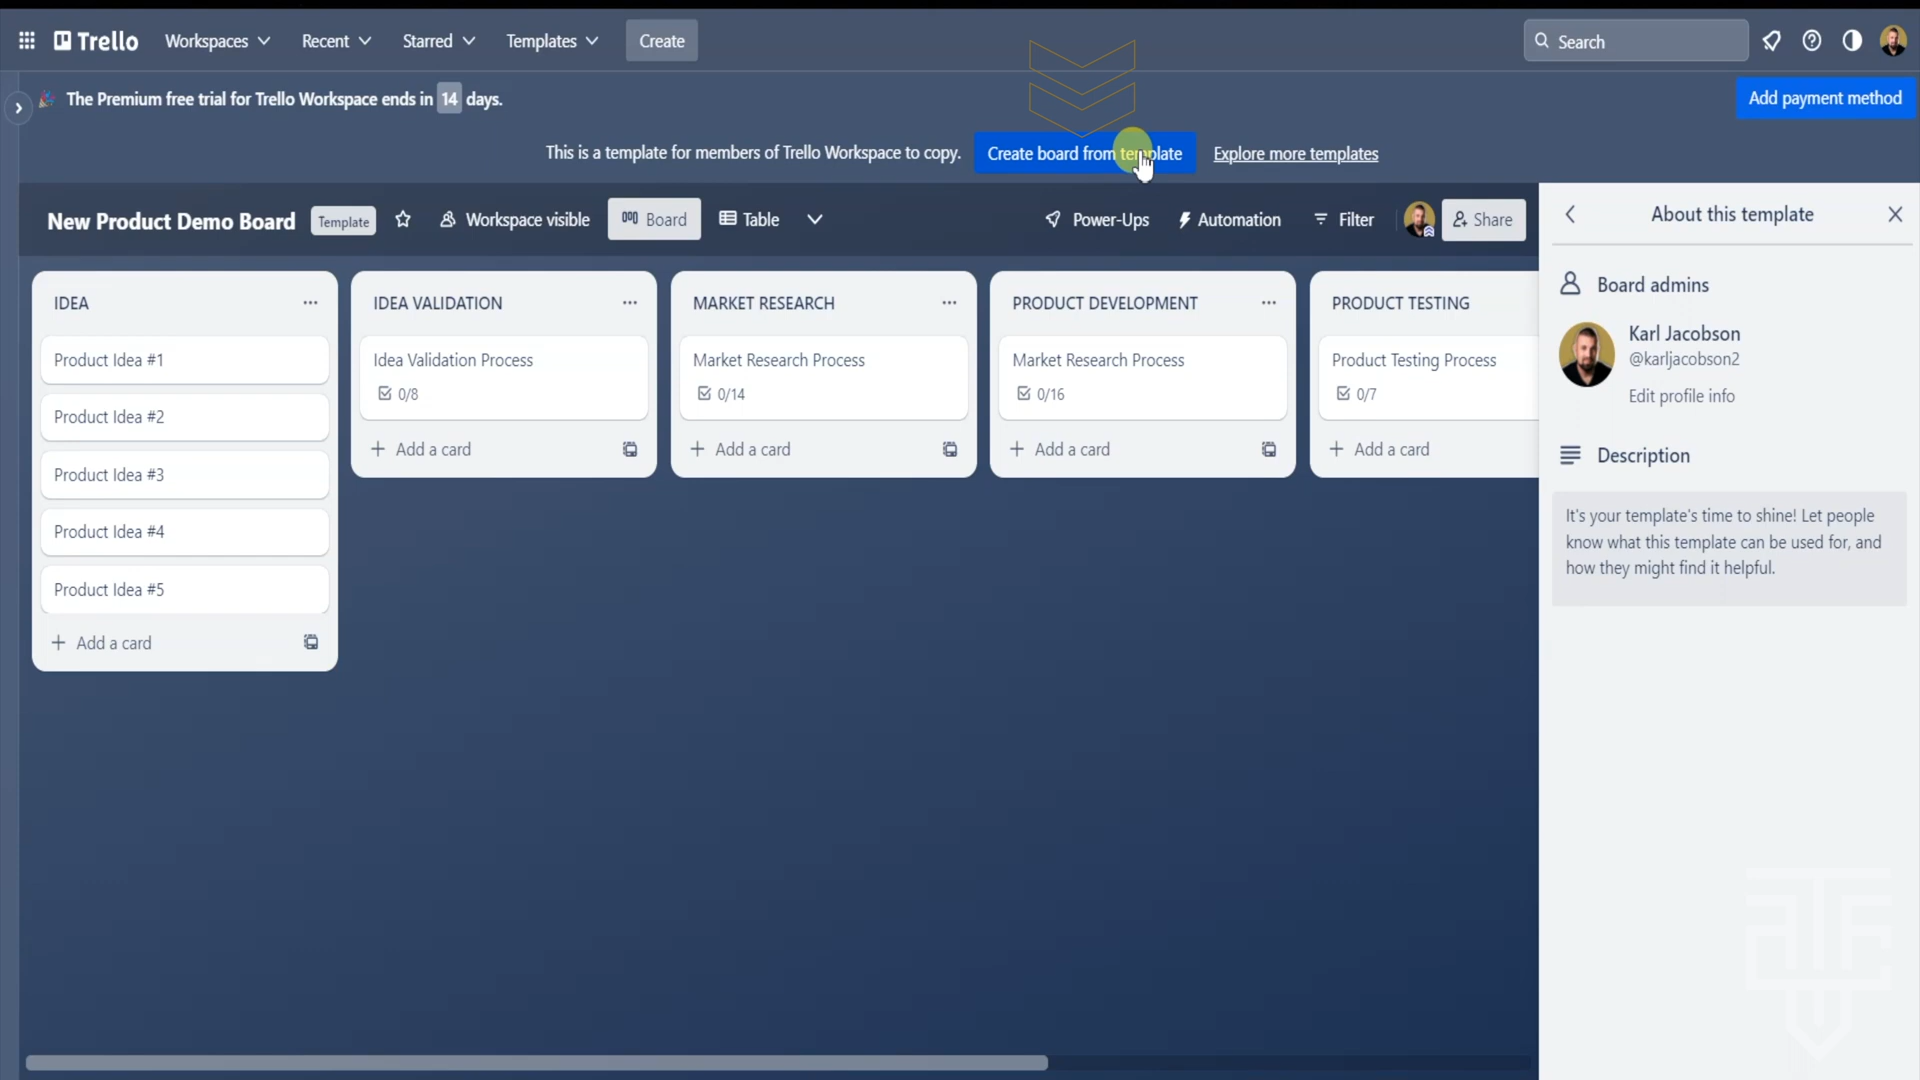 Trello
Workspaces
Recent
Starred
Templates
Create
Search
The Premium free trial for Trello Workspace ends in 14 days.
Add payment method
This is a template for members of Trello Workspace to copy.
Create board from template
Explore more templates
New Product Demo Board
Template
Workspace visible
Board
Table
Power-Ups
Automation
Filter
Share
IDEA
Product Idea #1
Product Idea #2
Product Idea #3
Product Idea #4
Product Idea #5
Add a card
IDEA VALIDATION
Idea Validation Process
0/8
Add a card
MARKET RESEARCH
Market Research Process
0/14
Add a card
PRODUCT DEVELOPMENT
Market Research Process
0/16
Add a card
PRODUCT TESTING
Product Testing Process
0/7
Add a card
About this template
Board admins
Karl Jacobson
@karljacobson2
Edit profile info
Description
It's your template's time to shine! Let people
know what this template can be used for, and
how they might find it helpful.